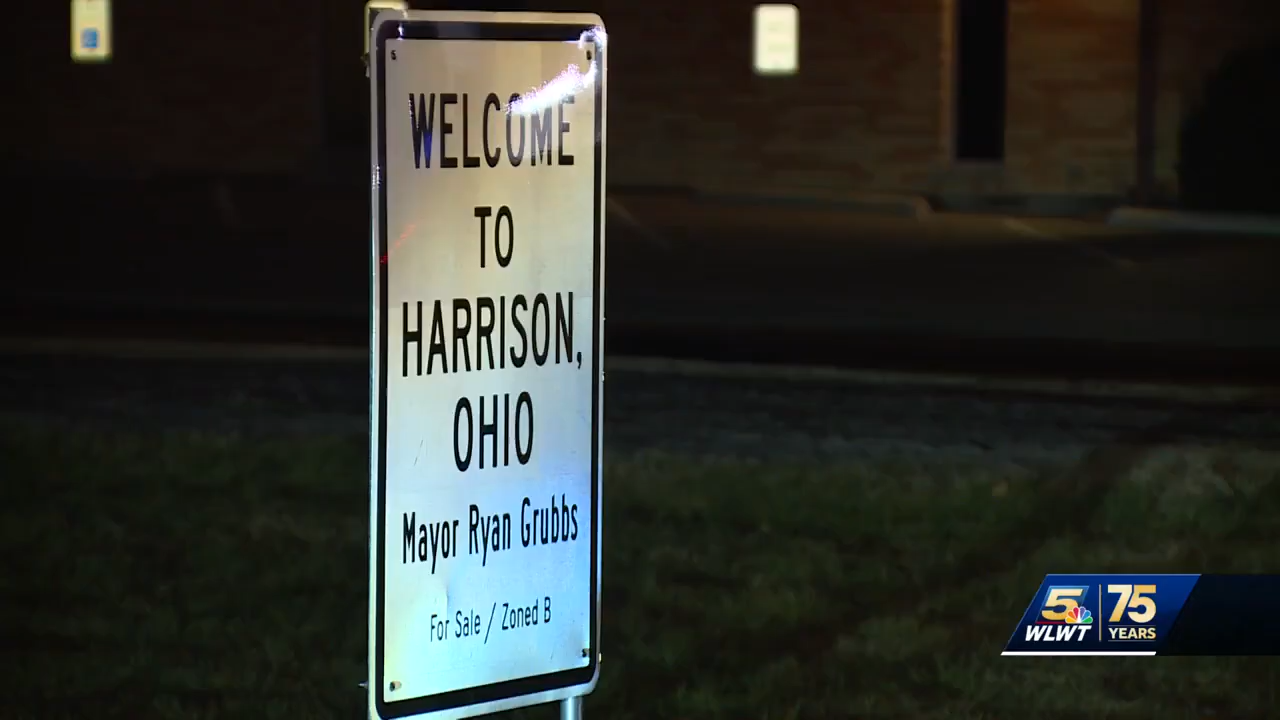 WELCOME
TO
HARRISON,
OHIO
Mayor Ryan Grubbs
For Sale / Zoned B
5
WLWT
75
YEARS